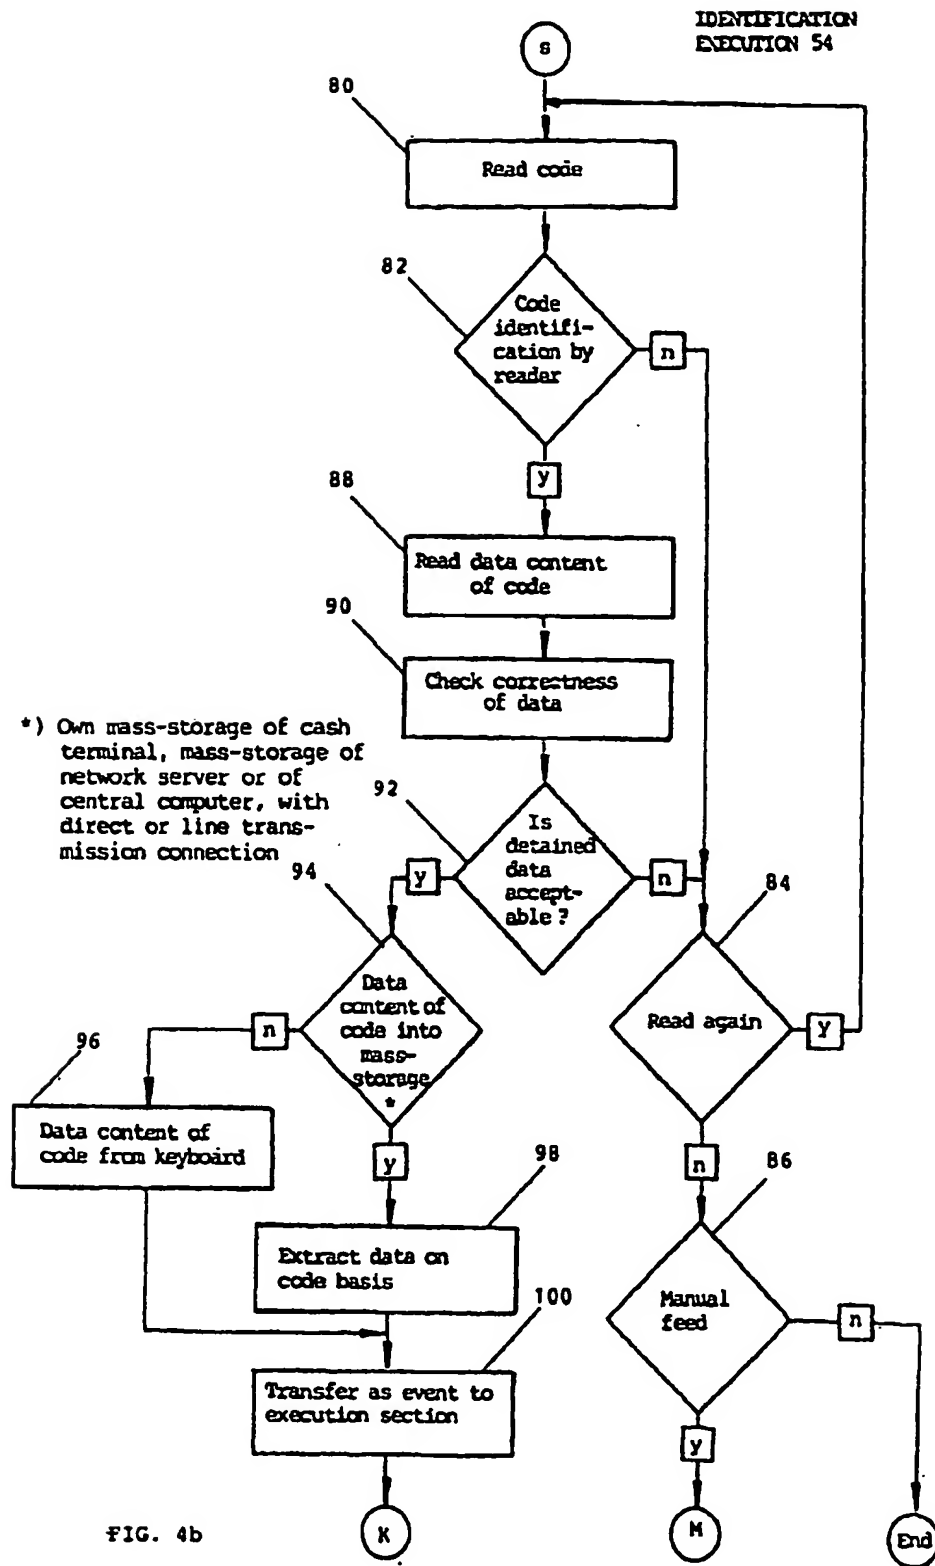 IDENTIFICATION
EXECUTION 54
s
80
Read code
82
Code
identifi-
cation by
reader
n
y
88
Read data content
of code
90
Check correctness
of data
*) Own mass-storage of cash
terminal, mass-storage of
network server or of
central computer, with
direct or line trans-
mission connection
92
Is
detained
data
accept-
able?
y
n
94
84
Data
content of
code into
mass-
storage
*
n
Read again
y
96
Data content of
code from keyboard
y
98
n
86
Extract data on
code basis
Manual
feed
n
100
Transfer as event to
execution section
y
K
M
End
FIG. 4b